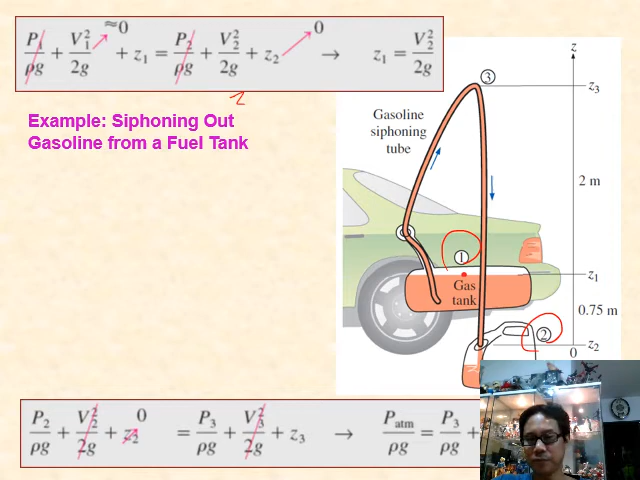 P₁/ρg + V₁²/2g ≈0 + z₁ = P₂/ρg + V₂²/2g + z₂ 0 → z₁ = V₂²/2g
2
Example: Siphoning Out
Gasoline from a Fuel Tank
Gasoline
siphoning
tube
3
z
z₃
2 m
1
Gas
tank
z₁
0.75 m
2
z₂
0
P₂/ρg + V₂²/2g + z₂ 0 = P₃/ρg + V₃²/2g + z₃ → Patm/ρg = P₃/ρg +